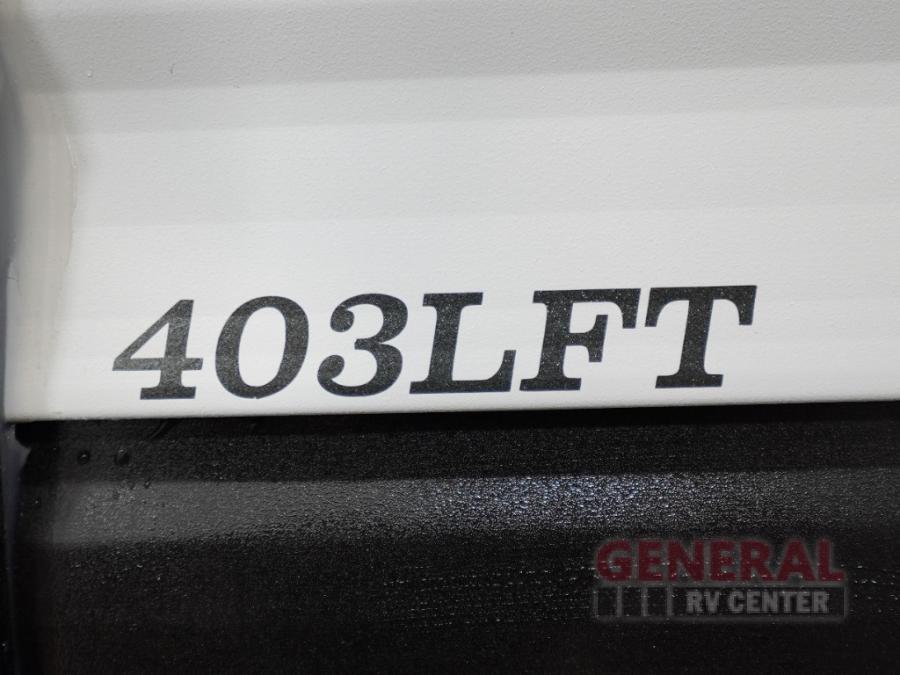 403LFT
GENERAL
RV CENTER